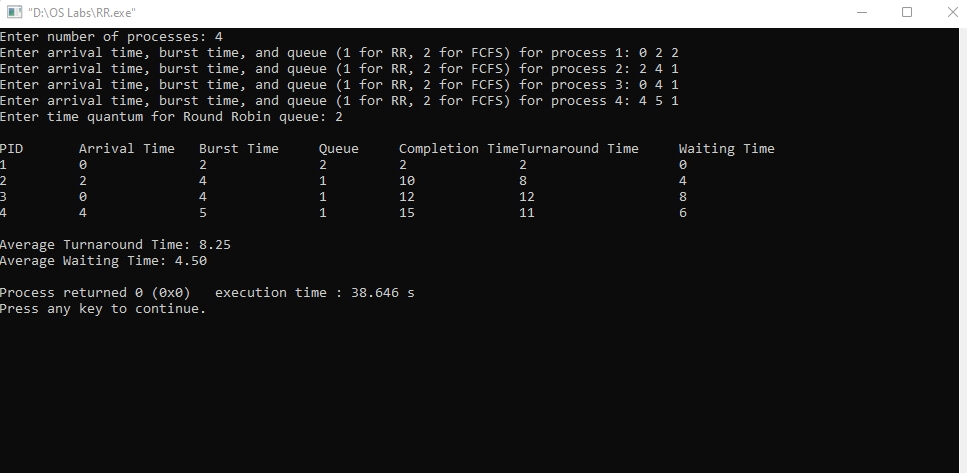 "D:\OS Labs\RR.exe"
Enter number of processes: 4
Enter arrival time, burst time, and queue (1 for RR, 2 for FCFS) for process 1: 0 2 2
Enter arrival time, burst time, and queue (1 for RR, 2 for FCFS) for process 2: 2 4 1
Enter arrival time, burst time, and queue (1 for RR, 2 for FCFS) for process 3: 0 4 1
Enter arrival time, burst time, and queue (1 for RR, 2 for FCFS) for process 4: 4 5 1
Enter time quantum for Round Robin queue: 2
PID Arrival Time Burst Time Queue Completion TimeTurnaround Time Waiting Time
1 0 2 2 2 2 0
2 2 4 1 10 8 4
3 0 4 1 12 12 8
4 4 5 1 15 11 6
Average Turnaround Time: 8.25
Average Waiting Time: 4.50
Process returned 0 (0x0) execution time : 38.646 s
Press any key to continue.